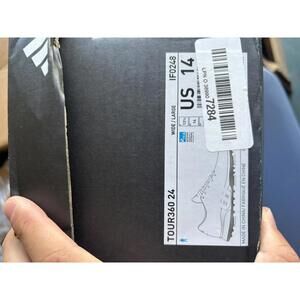 IF0248
US 14
WIDE / LARGE
TOUR360 24
MADE IN CHINA/FABRIQUÉ EN CHINE
7284